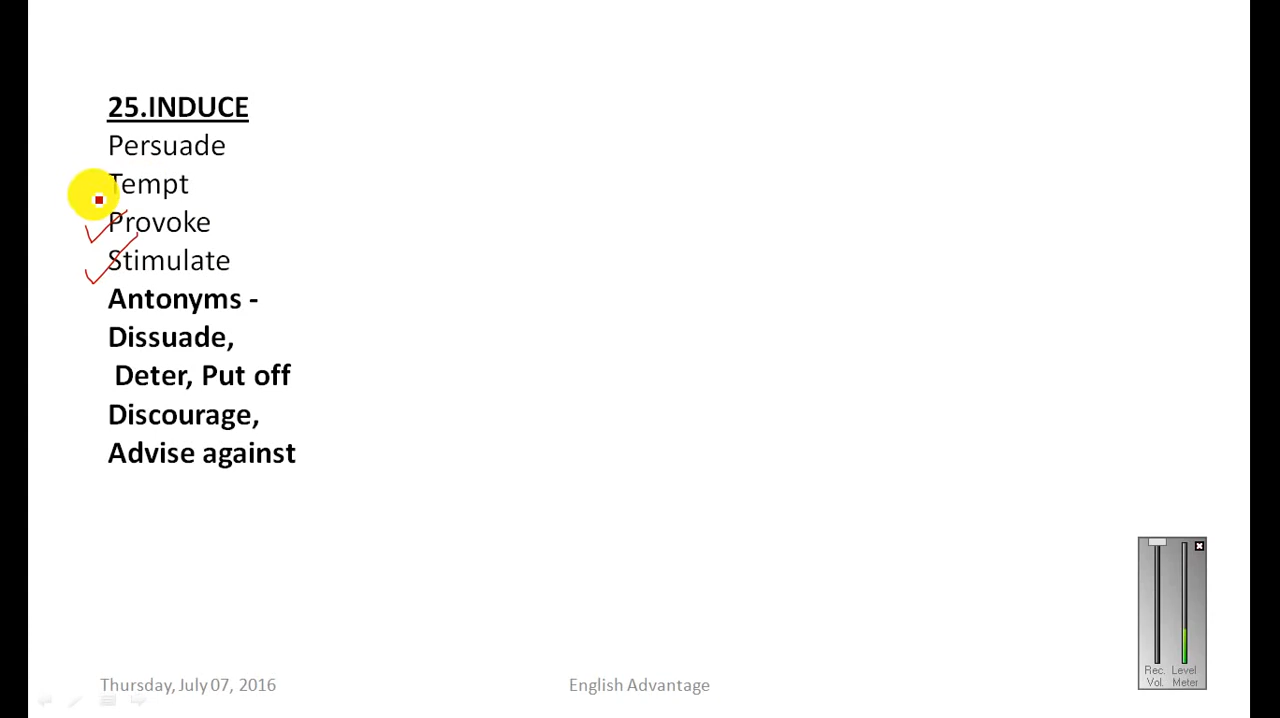 25.INDUCE
Persuade
Tempt
Provoke
Stimulate
Antonyms -
Dissuade,
Deter, Put off
Discourage,
Advise against
Rec. Level
Vol. Meter
Thursday, July 07, 2016 English Advantage